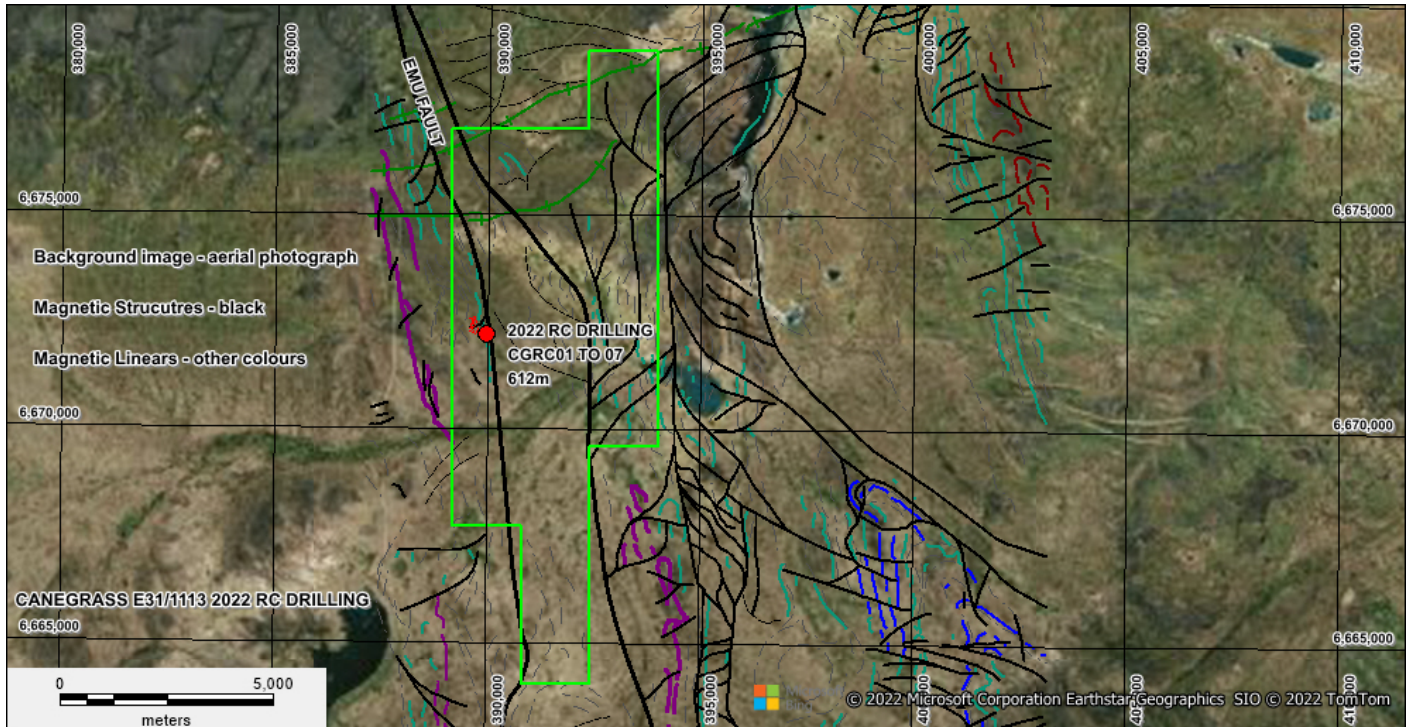 380,000
385,000
390,000
395,000
400,000
405,000
410,000
EMU FAULT
6,675,000
6,675,000
Background image - aerial photograph
Magnetic Strucutres - black
Magnetic Linears - other colours
2022 RC DRILLING
CGRC01 TO 07
612m
6,670,000
6,670,000
CANEGRASS E31/1113 2022 RC DRILLING
6,665,000
6,665,000
0 5,000
meters
390,000
395,000
© 2022 Microsoft Corporation Earthstar Geographics SIO © 2022 TomTom